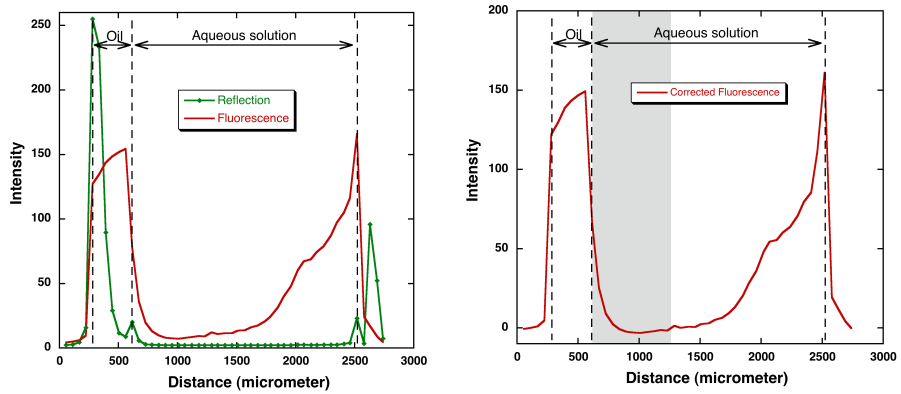 250
200
150
100
50
0
Intensity
Oil
Aqueous solution
Reflection
Fluorescence
0 500 1000 1500 2000 2500 3000
Distance (micrometer)
200
150
100
50
0
Intensity
Oil
Aqueous solution
Corrected Fluorescence
0 500 1000 1500 2000 2500 3000
Distance (micrometer)